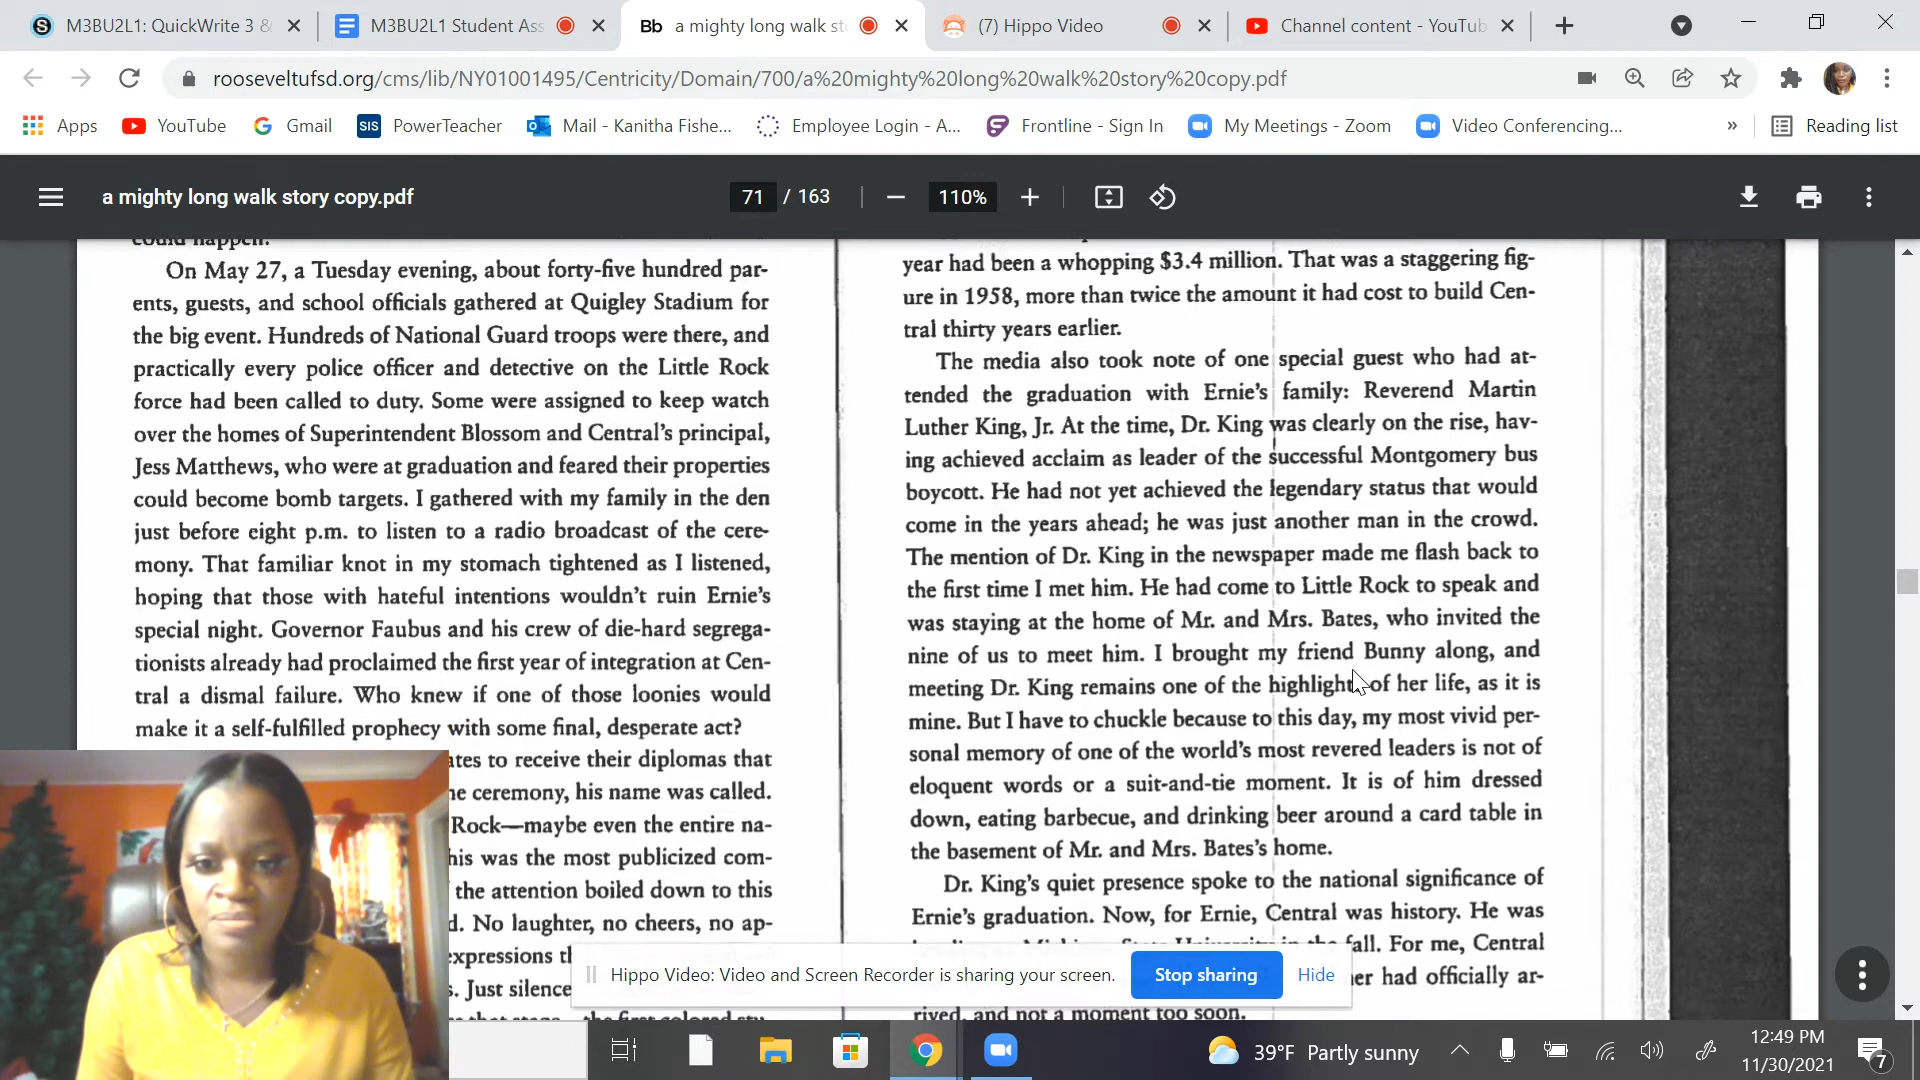 M3BU2L1: QuickWrite 3 &
M3BU2L1 Student Ass
Bb a mighty long walk sto
(7) Hippo Video
Channel content - YouTub
rooseveltufsd.org/cms/lib/NY01001495/Centricity/Domain/700/a%20mighty%20long%20walk%20story%20copy.pdf
Apps
YouTube
Gmail
SIS PowerTeacher
Mail - Kanitha Fishe...
Employee Login - A...
Frontline - Sign In
My Meetings - Zoom
Video Conferencing...
»
Reading list
a mighty long walk story copy.pdf
71 / 163
110%
could happen.
On May 27, a Tuesday evening, about forty-five hundred par-
ents, guests, and school officials gathered at Quigley Stadium for
the big event. Hundreds of National Guard troops were there, and
practically every police officer and detective on the Little Rock
force had been called to duty. Some were assigned to keep watch
over the homes of Superintendent Blossom and Central's principal,
Jess Matthews, who were at graduation and feared their properties
could become bomb targets. I gathered with my family in the den
just before eight p.m. to listen to a radio broadcast of the cere-
mony. That familiar knot in my stomach tightened as I listened,
hoping that those with hateful intentions wouldn't ruin Ernie's
special night. Governor Faubus and his crew of die-hard segrega-
tionists already had proclaimed the first year of integration at Cen-
tral a dismal failure. Who knew if one of those loonies would
make it a self-fulfilled prophecy with some final, desperate act?
ates to receive their diplomas that
ceremony, his name was called.
Rock—maybe even the entire na-
his was the most publicized com-
the attention boiled down to this
d. No laughter, no cheers, no ap-
expressions
s. Just silence
year had been a whopping $3.4 million. That was a staggering fig-
ure in 1958, more than twice the amount it had cost to build Cen-
tral thirty years earlier.
The media also took note of one special guest who had at-
tended the graduation with Ernie's family: Reverend Martin
Luther King, Jr. At the time, Dr. King was clearly on the rise, hav-
ing achieved acclaim as leader of the successful Montgomery bus
boycott. He had not yet achieved the legendary status that would
come in the years ahead; he was just another man in the crowd.
The mention of Dr. King in the newspaper made me flash back to
the first time I met him. He had come to Little Rock to speak and
was staying at the home of Mr. and Mrs. Bates, who invited the
nine of us to meet him. I brought my friend Bunny along, and
meeting Dr. King remains one of the highlights of her life, as it is
mine. But I have to chuckle because to this day, my most vivid per-
sonal memory of one of the world's most revered leaders is not of
eloquent words or a suit-and-tie moment. It is of him dressed
down, eating barbecue, and drinking beer around a card table in
the basement of Mr. and Mrs. Bates's home.
Dr. King's quiet presence spoke to the national significance of
Ernie's graduation. Now, for Ernie, Central was history. He was
State University in the fall. For me, Central
her had officially ar-
rived, and not a moment too soon.
Hippo Video: Video and Screen Recorder is sharing your screen.
Stop sharing
Hide
39°F Partly sunny
12:49 PM
11/30/2021
7